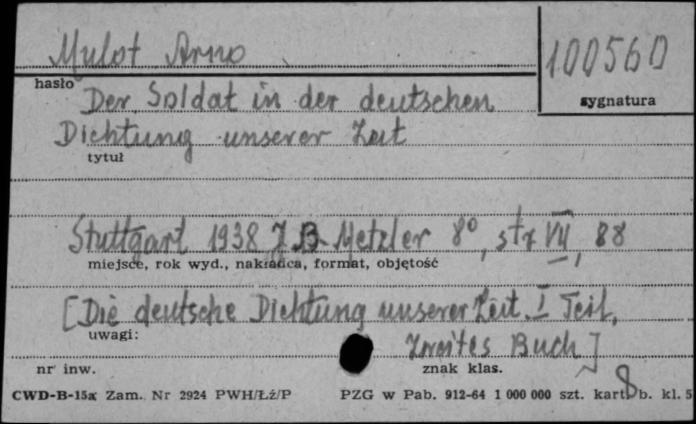 Mulot Arno
100560
hasło
sygnatura
Der Soldat in der deutschen
Dichtung unserer Zeit
tytuł
Stuttgart 1938 J. B. Metzler 8°, str VII, 88
miejsce, rok wyd., nakładca, format, objętość
[Die deutsche Dichtung unserer Zeit. I Teil,
uwagi:
Zweites Buch]
nr inw.
znak klas.
8
CWD-B-15a Zam. Nr 2924 PWH/Łź/P PZG w Pab. 912-64 1 000 000 szt. kart. b. kl. 5